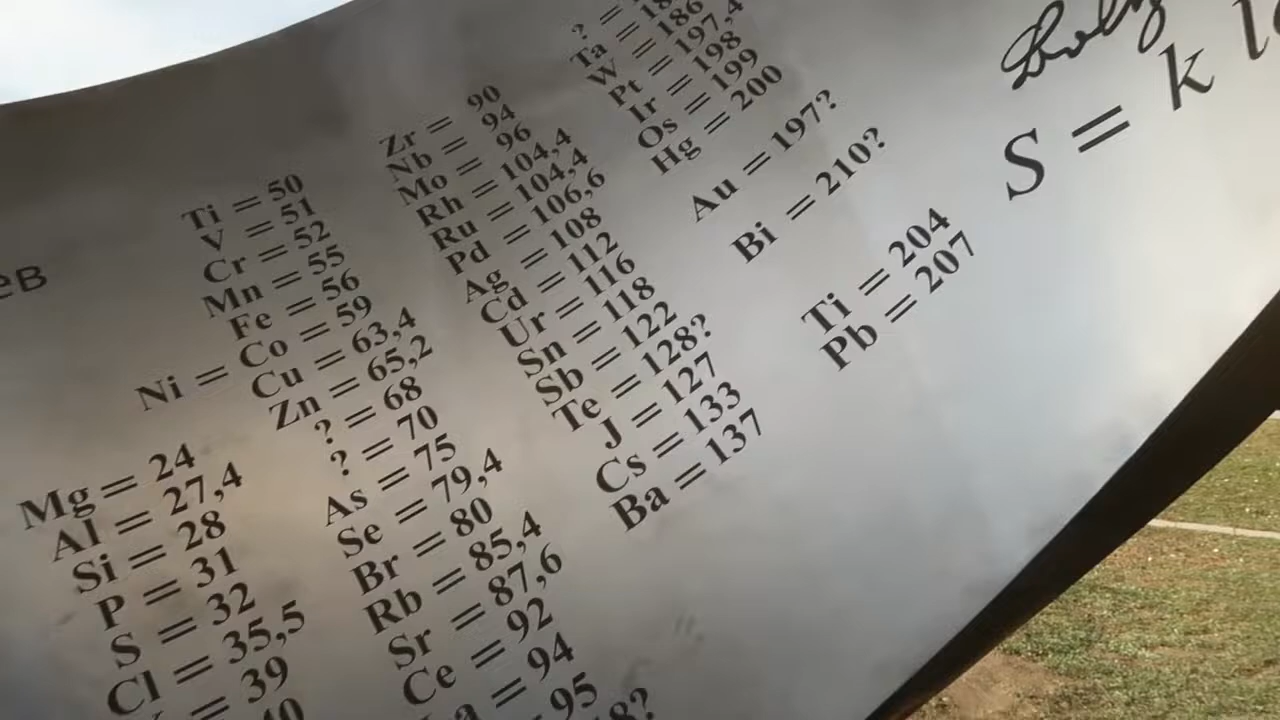 ев
Mg = 24
Al = 27,4
Si = 28
P = 31
S = 32
Cl = 35,5
= 39
Ti = 50
V = 51
Cr = 52
Mn = 55
Fe = 56
Ni = Co = 59
Cu = 63,4
Zn = 65,2
? = 68
? = 70
As = 75
Se = 79,4
Br = 80
Rb = 85,4
Sr = 87,6
Ce = 92
= 94
= 95
Zr = 90
Nb = 94
Mo = 96
Rh = 104,4
Ru = 104,4
Pd = 106,6
Ag = 108
Cd = 112
Ur = 116
Sn = 118
Sb = 122
Te = 128?
J = 127
Cs = 133
Ba = 137
? =
Ta =
W = 186
Pt = 197,4
Ir = 198
Os = 199
Hg = 200
Au = 197?
Bi = 210?
Ti = 204
Pb = 207
S = k